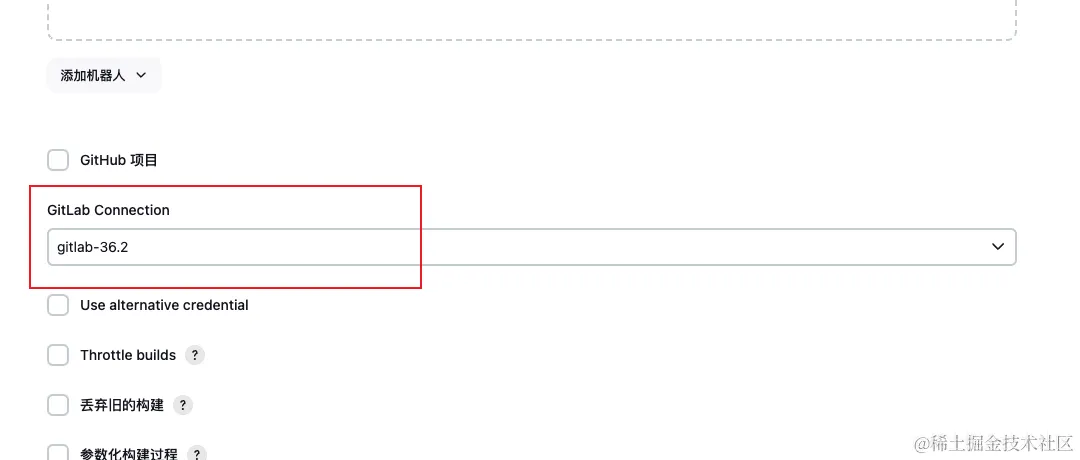 添加机器人
GitHub 项目
GitLab Connection
gitlab-36.2
Use alternative credential
Throttle builds ?
丢弃旧的构建 ?
参数化构建过程 ?
@稀土掘金技术社区